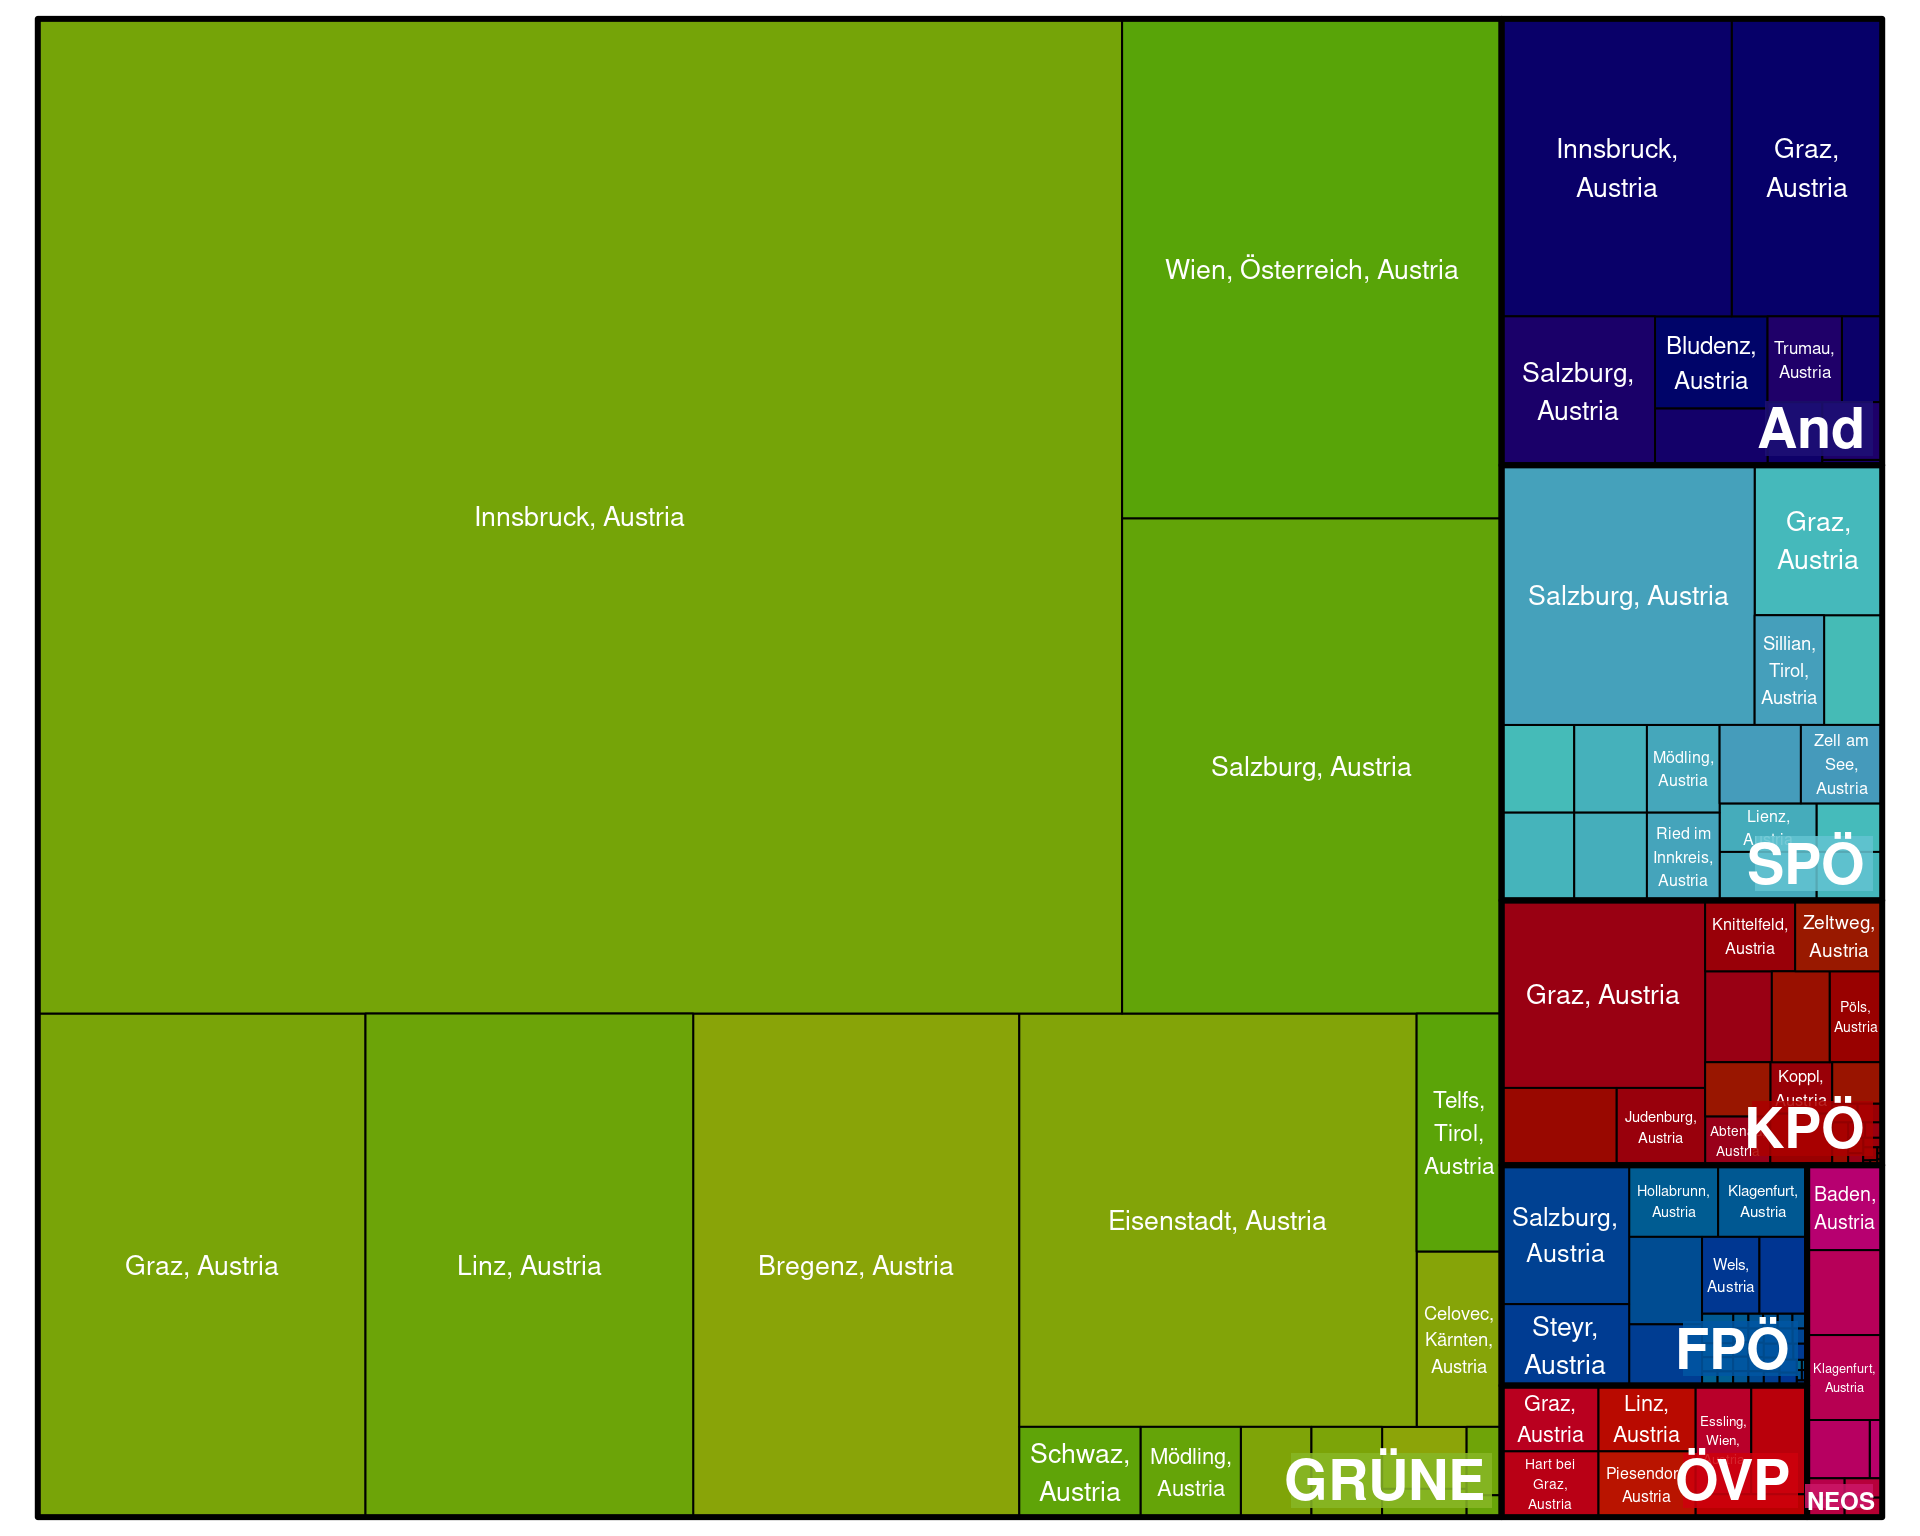 Innsbruck, Austria
Wien, Österreich, Austria
Salzburg, Austria
Graz, Austria
Linz, Austria
Bregenz, Austria
Eisenstadt, Austria
Telfs,
Tirol,
Austria
Celovec,
Kärnten,
Austria
Schwaz,
Austria
Mödling,
Austria
GRÜNE
Innsbruck,
Austria
Graz,
Austria
Salzburg,
Austria
Bludenz,
Austria
Trumau,
Austria
And
Salzburg, Austria
Graz,
Austria
Sillian,
Tirol,
Austria
Mödling,
Austria
Zell am
See,
Austria
Ried im
Innkreis,
Austria
Lienz,
Austria
SPÖ
Graz, Austria
Knittelfeld,
Austria
Zeltweg,
Austria
Pöls,
Austria
Judenburg,
Austria
Koppl,
Austria
Austria
KPÖ
Salzburg,
Austria
Hollabrunn,
Austria
Klagenfurt,
Austria
Wels,
Austria
Steyr,
Austria
FPÖ
Baden,
Austria
Klagenfurt,
Austria
NEOS
Graz,
Austria
Linz,
Austria
Essling,
Wien,
Hart bei
Graz,
Austria
Piesendorf,
Austria
ÖVP